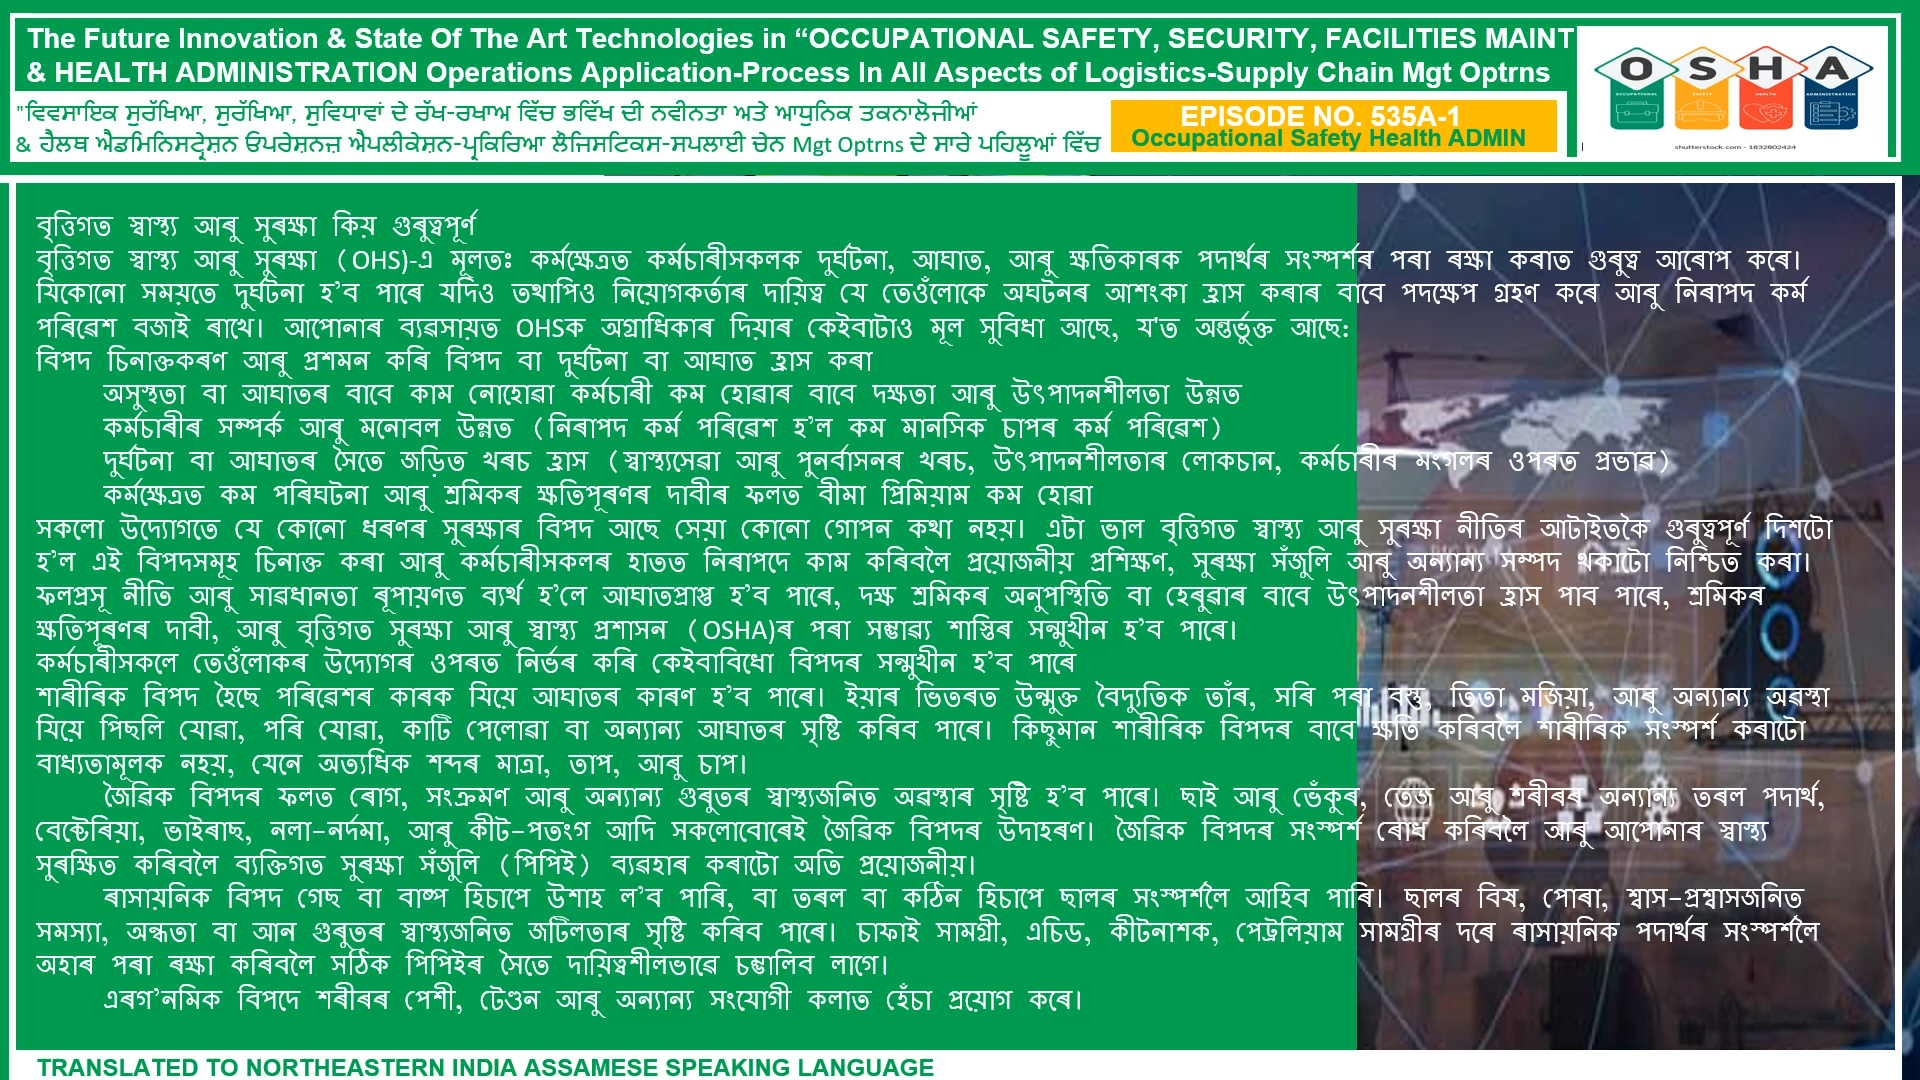 The Future Innovation & State Of The Art Technologies in “OCCUPATIONAL SAFETY, SECURITY, FACILITIES MAINT
& HEALTH ADMINISTRATION Operations Application-Process In All Aspects of Logistics-Supply Chain Mgt Optrns
"ਵਿਵਸਾਇਕ ਸੁਰੱਖਿਆ, ਸੁਰੱਖਿਆ, ਸੁਵਿਧਾਵਾਂ ਦੇ ਰੱਖ-ਰਖਾਅ ਵਿੱਚ ਭਵਿੱਖ ਦੀ ਨਵੀਨਤਾ ਅਤੇ ਆਧੁਨਿਕ ਤਕਨਾਲੋਜੀਆਂ
& ਹੈਲਥ ਐਡਮਿਨਿਸਟ੍ਰੇਸ਼ਨ ਓਪਰੇਸ਼ਨਜ਼ ਐਪਲੀਕੇਸ਼ਨ-ਪ੍ਰਕਿਰਿਆ ਲੌਜਿਸਟਿਕਸ-ਸਪਲਾਈ ਚੇਨ Mgt Optrns ਦੇ ਸਾਰੇ ਪਹਿਲੂਆਂ ਵਿੱਚ
EPISODE NO. 535A-1
Occupational Safety Health ADMIN
O S H A
OCCUPATIONAL SAFETY HEALTH ADMINISTRATION
shutterstock.com · 1832802424
বৃত্তিগত স্বাস্থ্য আৰু সুৰক্ষা কিয় গুৰুত্বপূৰ্ণ
বৃত্তিগত স্বাস্থ্য আৰু সুৰক্ষা (OHS)-এ মূলতঃ কৰ্মক্ষেত্ৰত কৰ্মচাৰীসকলক দুৰ্ঘটনা, আঘাত, আৰু ক্ষতিকাৰক পদাৰ্থৰ সংস্পৰ্শৰ পৰা ৰক্ষা কৰাত গুৰুত্ব আৰোপ কৰে।
যিকোনো সময়তে দুৰ্ঘটনা হ’ব পাৰে যদিও তথাপিও নিয়োগকৰ্তাৰ দায়িত্ব যে তেওঁলোকে অঘটনৰ আশংকা হ্ৰাস কৰাৰ বাবে পদক্ষেপ গ্ৰহণ কৰে আৰু নিৰাপদ কৰ্ম
পৰিৱেশ বজাই ৰাখে। আপোনাৰ ব্যৱসায়ত OHSক অগ্ৰাধিকাৰ দিয়াৰ কেইবাটাও মূল সুবিধা আছে, য'ত অন্তৰ্ভুক্ত আছে:
বিপদ চিনাক্তকৰণ আৰু প্ৰশমন কৰি বিপদ বা দুৰ্ঘটনা বা আঘাত হ্ৰাস কৰা
অসুস্থতা বা আঘাতৰ বাবে কাম নোহোৱা কৰ্মচাৰী কম হোৱাৰ বাবে দক্ষতা আৰু উৎপাদনশীলতা উন্নত
কৰ্মচাৰীৰ সম্পৰ্ক আৰু মনোবল উন্নত (নিৰাপদ কৰ্ম পৰিৱেশ হ’ল কম মানসিক চাপৰ কৰ্ম পৰিৱেশ)
দুৰ্ঘটনা বা আঘাতৰ সৈতে জড়িত খৰচ হ্ৰাস (স্বাস্থ্যসেৱা আৰু পুনৰ্বাসনৰ খৰচ, উৎপাদনশীলতাৰ লোকচান, কৰ্মচাৰীৰ মংগলৰ ওপৰত প্ৰভাৱ)
কৰ্মক্ষেত্ৰত কম পৰিঘটনা আৰু শ্ৰমিকৰ ক্ষতিপূৰণৰ দাবীৰ ফলত বীমা প্ৰিমিয়াম কম হোৱা
সকলো উদ্যোগতে যে কোনো ধৰণৰ সুৰক্ষাৰ বিপদ আছে সেয়া কোনো গোপন কথা নহয়। এটা ভাল বৃত্তিগত স্বাস্থ্য আৰু সুৰক্ষা নীতিৰ আটাইতকৈ গুৰুত্বপূৰ্ণ দিশটো
হ’ল এই বিপদসমূহ চিনাক্ত কৰা আৰু কৰ্মচাৰীসকলৰ হাতত নিৰাপদে কাম কৰিবলৈ প্ৰয়োজনীয় প্ৰশিক্ষণ, সুৰক্ষা সঁজুলি আৰু অন্যান্য সম্পদ থকাটো নিশ্চিত কৰা।
ফলপ্ৰসূ নীতি আৰু সাৱধানতা ৰূপায়ণত ব্যৰ্থ হ’লে আঘাতপ্ৰাপ্ত হ’ব পাৰে, দক্ষ শ্ৰমিকৰ অনুপস্থিতি বা হেৰুৱাৰ বাবে উৎপাদনশীলতা হ্ৰাস পাব পাৰে, শ্ৰমিকৰ
ক্ষতিপূৰণৰ দাবী, আৰু বৃত্তিগত সুৰক্ষা আৰু স্বাস্থ্য প্ৰশাসন (OSHA)ৰ পৰা সম্ভাৱ্য শাস্তিৰ সন্মুখীন হ’ব পাৰে।
কৰ্মচাৰীসকলে তেওঁলোকৰ উদ্যোগৰ ওপৰত নিৰ্ভৰ কৰি কেইবাবিধো বিপদৰ সন্মুখীন হ’ব পাৰে
শাৰীৰিক বিপদ হৈছে পৰিৱেশৰ কাৰক যিয়ে আঘাতৰ কাৰণ হ’ব পাৰে। ইয়াৰ ভিতৰত উন্মুক্ত বৈদ্যুতিক তাঁৰ, সৰি পৰা বস্তু, তিতা মজিয়া, আৰু অন্যান্য অৱস্থা
যিয়ে পিছলি যোৱা, পৰি যোৱা, কাটি পেলোৱা বা অন্যান্য আঘাতৰ সৃষ্টি কৰিব পাৰে। কিছুমান শাৰীৰিক বিপদৰ বাবে ক্ষতি কৰিবলৈ শাৰীৰিক সংস্পৰ্শ কৰাটো
বাধ্যতামূলক নহয়, যেনে অত্যধিক শব্দৰ মাত্ৰা, তাপ, আৰু চাপ।
জৈৱিক বিপদৰ ফলত ৰোগ, সংক্ৰমণ আৰু অন্যান্য গুৰুতৰ স্বাস্থ্যজনিত অৱস্থাৰ সৃষ্টি হ’ব পাৰে। ছাই আৰু ভেঁকুৰ, তেজ আৰু শৰীৰৰ অন্যান্য তৰল পদাৰ্থ,
বেক্টেৰিয়া, ভাইৰাছ, নলা-নৰ্দমা, আৰু কীট-পতংগ আদি সকলোবোৰেই জৈৱিক বিপদৰ উদাহৰণ। জৈৱিক বিপদৰ সংস্পৰ্শ ৰোধ কৰিবলৈ আৰু আপোনাৰ স্বাস্থ্য
সুৰক্ষিত কৰিবলৈ ব্যক্তিগত সুৰক্ষা সঁজুলি (পিপিই) ব্যৱহাৰ কৰাটো অতি প্ৰয়োজনীয়।
ৰাসায়নিক বিপদ গেছ বা বাষ্প হিচাপে উশাহ ল’ব পাৰি, বা তৰল বা কঠিন হিচাপে ছালৰ সংস্পৰ্শলৈ আহিব পাৰি। ছালৰ বিষ, পোৰা, শ্বাস-প্ৰশ্বাসজনিত
সমস্যা, অন্ধতা বা আন গুৰুতৰ স্বাস্থ্যজনিত জটিলতাৰ সৃষ্টি কৰিব পাৰে। চাফাই সামগ্ৰী, এচিড, কীটনাশক, পেট্ৰলিয়াম সামগ্ৰীৰ দৰে ৰাসায়নিক পদাৰ্থৰ সংস্পৰ্শলৈ
অহাৰ পৰা ৰক্ষা কৰিবলৈ সঠিক পিপিইৰ সৈতে দায়িত্বশীলভাৱে চম্ভালিব লাগে।
এৰগ’নমিক বিপদে শৰীৰৰ পেশী, টেণ্ডন আৰু অন্যান্য সংযোগী কলাত হেঁচা প্ৰয়োগ কৰে।
TRANSLATED TO NORTHEASTERN INDIA ASSAMESE SPEAKING LANGUAGE